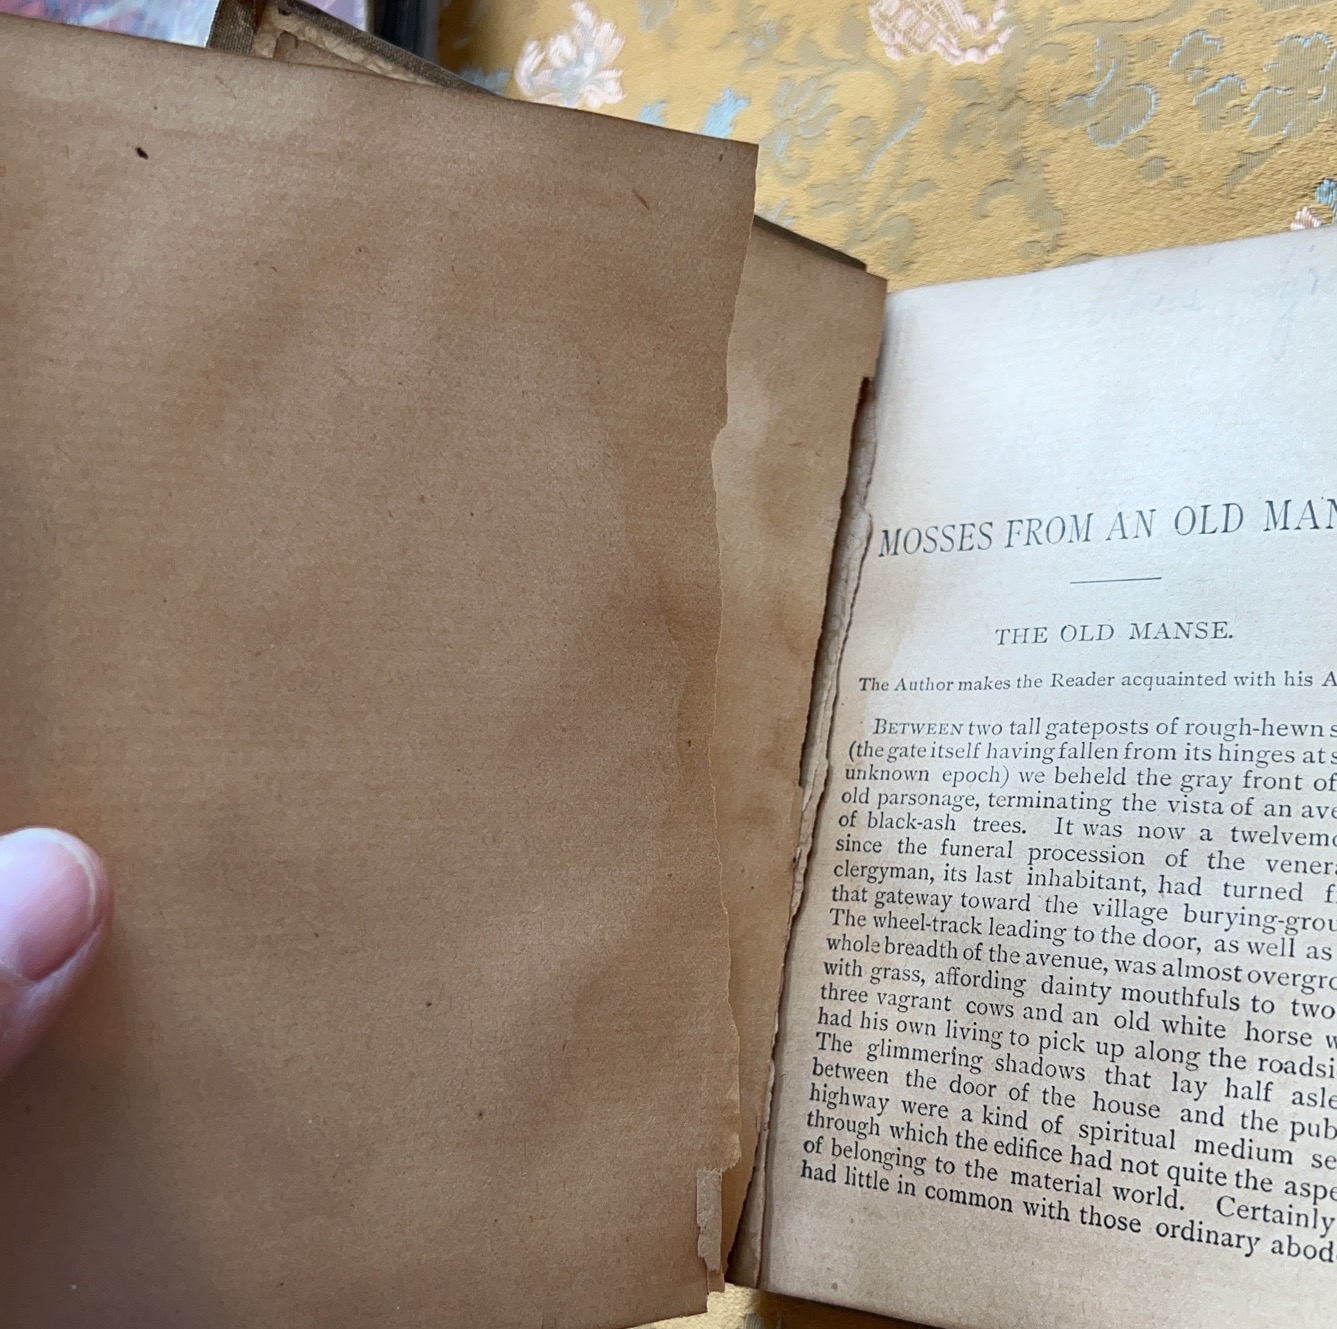 MOSSES FROM AN OLD MAN
THE OLD MANSE.
The Author makes the Reader acquainted with his A
BETWEEN two tall gateposts of rough-hewn s
(the gate itself having fallen from its hinges at s
unknown epoch) we beheld the gray front of
old parsonage, terminating the vista of an ave
of black-ash trees. It was now a twelvemo
since the funeral procession of the venera
clergyman, its last inhabitant, had turned f
that gateway toward the village burying-grou
The wheel-track leading to the door, as well as
whole breadth of the avenue, was almost overgro
with grass, affording dainty mouthfuls to two
three vagrant cows and an old white horse w
had his own living to pick up along the roadsi
The glimmering shadows that lay half asle
between the door of the house and the pub
highway were a kind of spiritual medium se
through which the edifice had not quite the aspe
of belonging to the material world. Certainly
had little in common with those ordinary abod